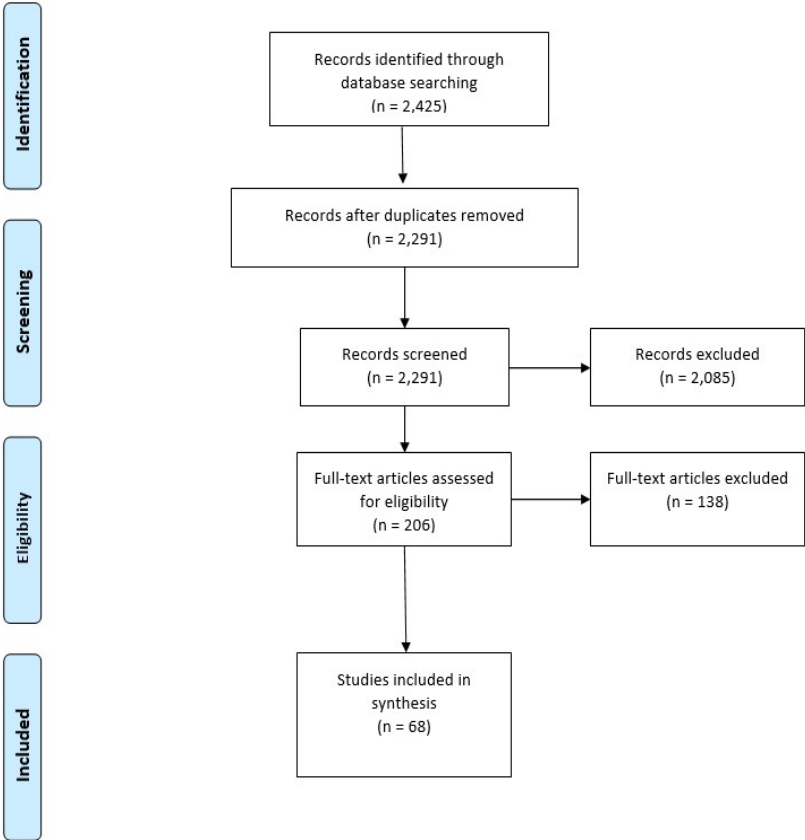 Identification
Records identified through
database searching
(n = 2,425)
Records after duplicates removed
(n = 2,291)
Screening
Records screened
(n = 2,291)
Records excluded
(n = 2,085)
Eligibility
Full-text articles assessed
for eligibility
(n = 206)
Full-text articles excluded
(n = 138)
Included
Studies included in
synthesis
(n = 68)